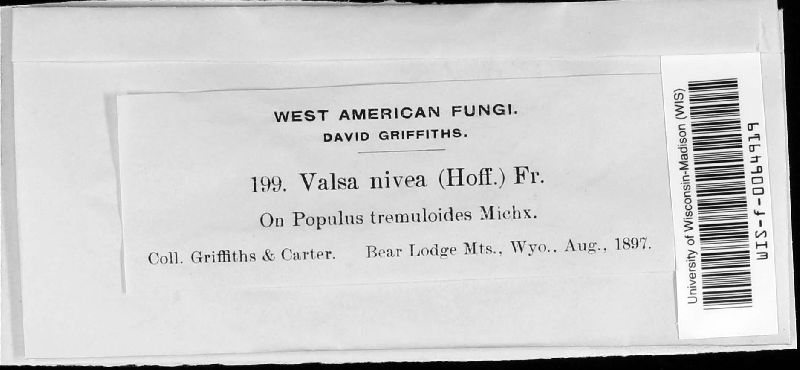 WEST AMERICAN FUNGI.
DAVID GRIFFITHS.
199. Valsa nivea (Hoff.) Fr.
On Populus tremuloides Michx.
Coll. Griffiths & Carter. Bear Lodge Mts., Wyo., Aug., 1897.
University of Wisconsin-Madison (WIS)
WIS-f-0094919